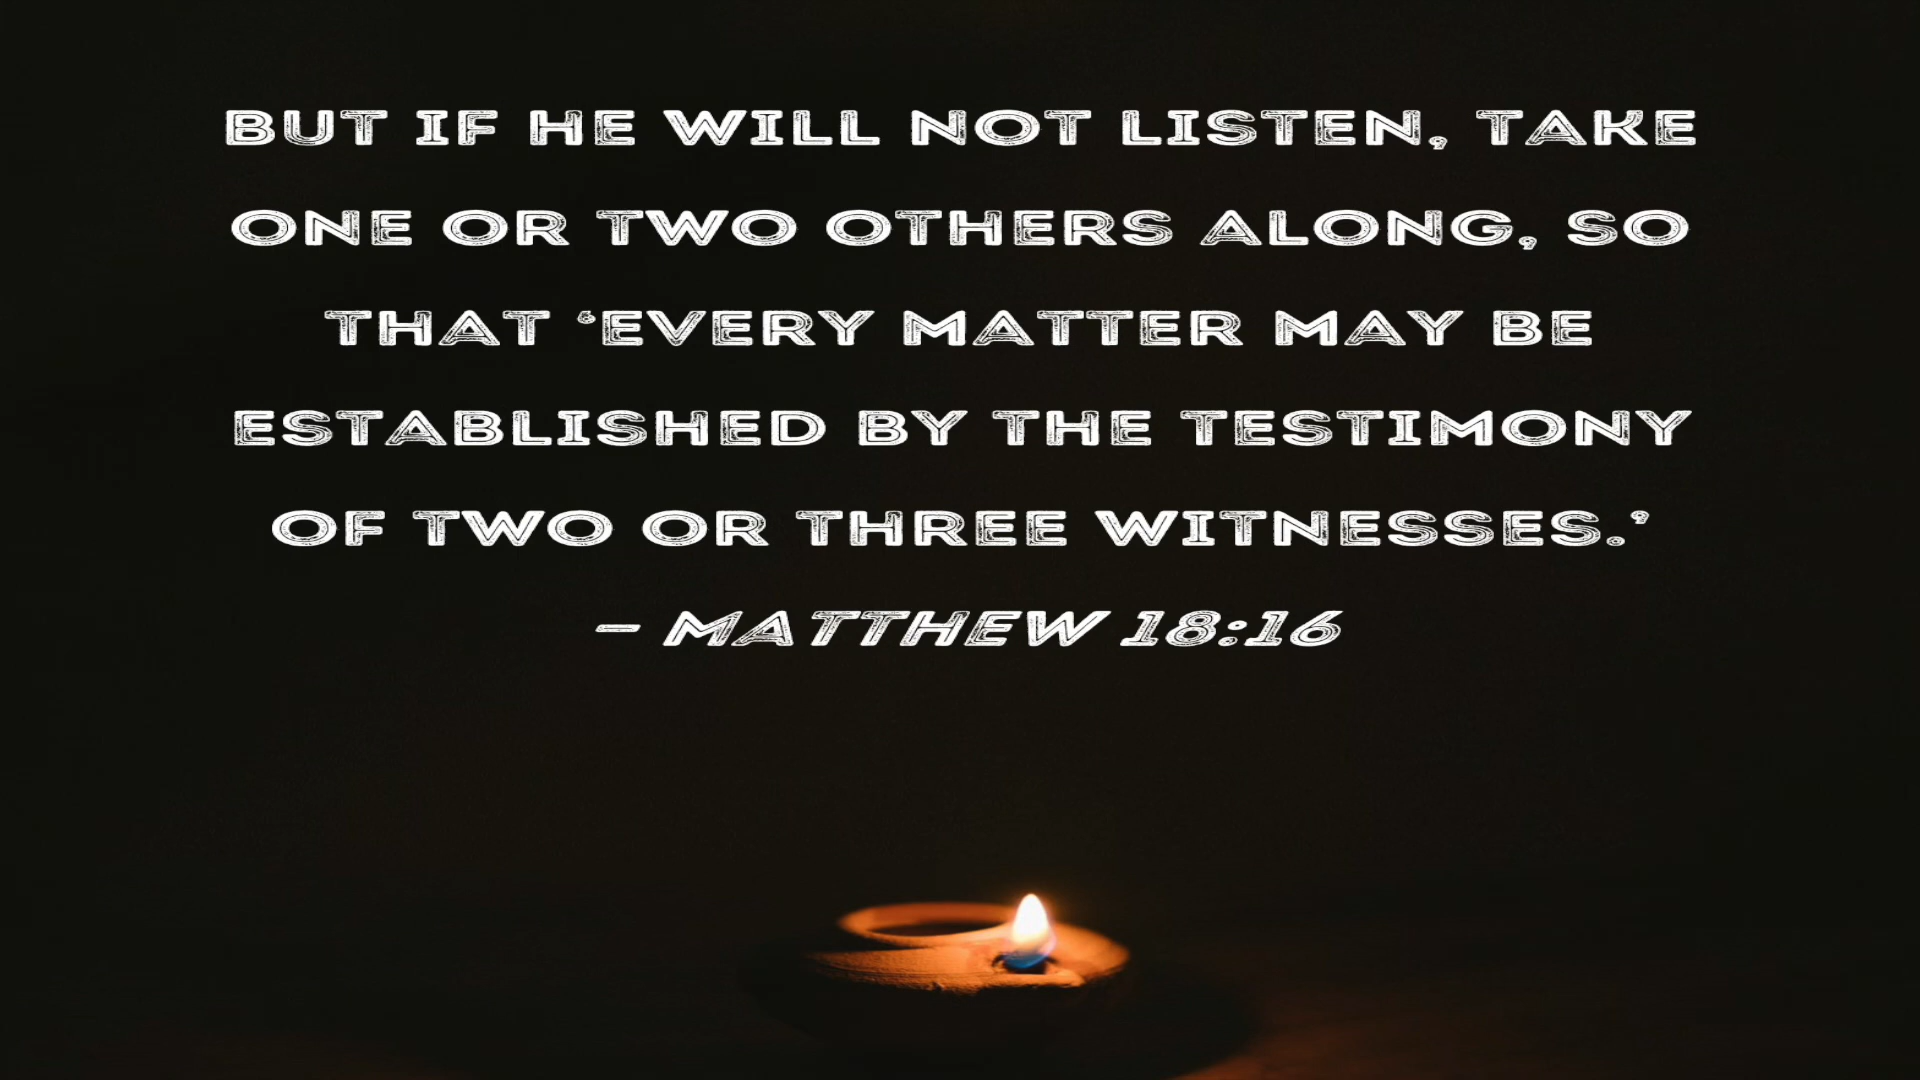 BUT IF HE WILL NOT LISTEN, TAKE
ONE OR TWO OTHERS ALONG, SO
THAT ‘EVERY MATTER MAY BE
ESTABLISHED BY THE TESTIMONY
OF TWO OR THREE WITNESSES.’
– MATTHEW 18:16